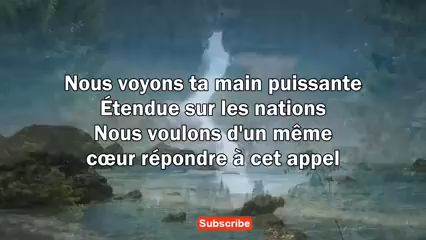 Nous voyons ta main puissante
Étendue sur les nations
Nous voulons d'un même
cœur répondre à cet appel
Subscribe